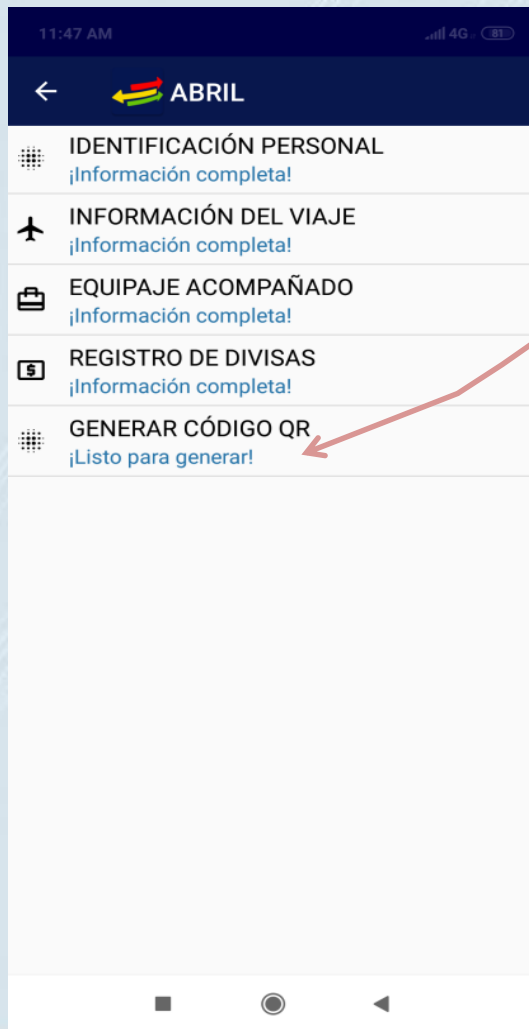 11:47 AM 4G 81
ABRIL
IDENTIFICACIÓN PERSONAL
¡Información completa!
INFORMACIÓN DEL VIAJE
¡Información completa!
EQUIPAJE ACOMPAÑADO
¡Información completa!
REGISTRO DE DIVISAS
¡Información completa!
GENERAR CÓDIGO QR
¡Listo para generar!